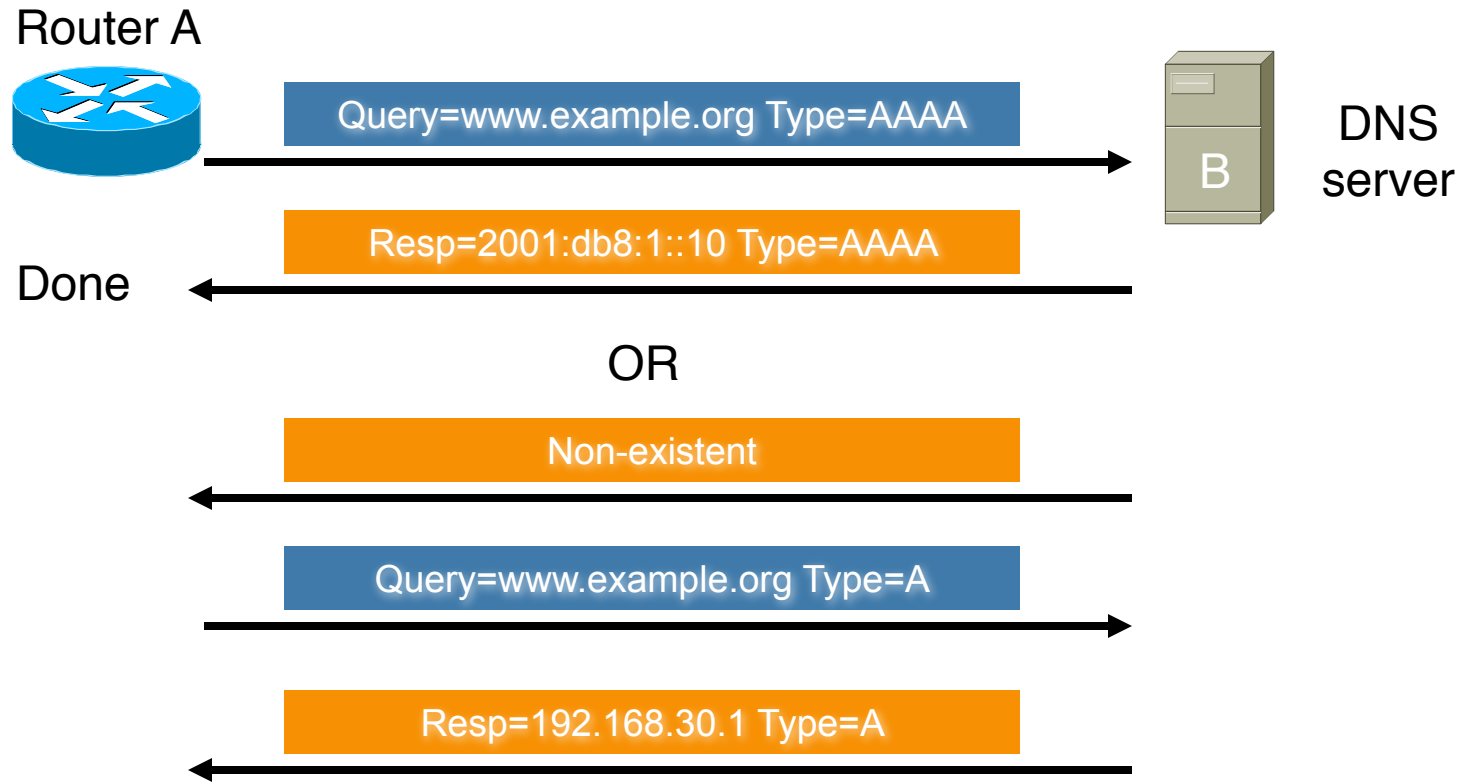 Router A
Query=www.example.org Type=AAAA
B
DNS
server
Resp=2001:db8:1::10 Type=AAAA
Done
OR
Non-existent
Query=www.example.org Type=A
Resp=192.168.30.1 Type=A